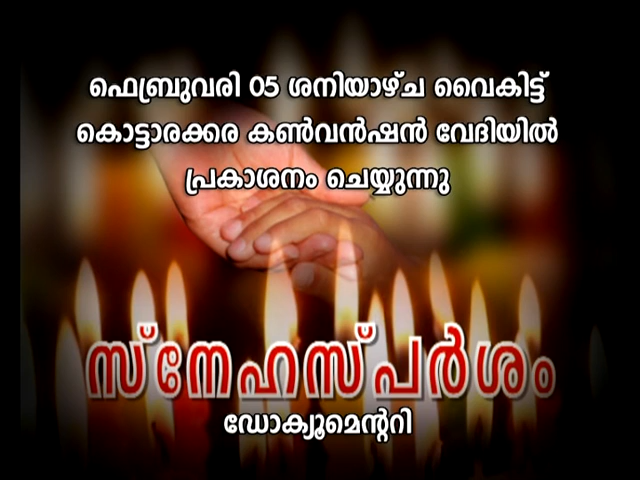 ഫെബ്രുവരി 05 ശനിയാഴ്ച വൈകിട്ട്
കൊട്ടാരക്കര കൺവൻഷൻ വേദിയിൽ
പ്രകാശനം ചെയ്യുന്നു
സ്നേഹസ്പർശം
ഡോക്യൂമെന്ററി